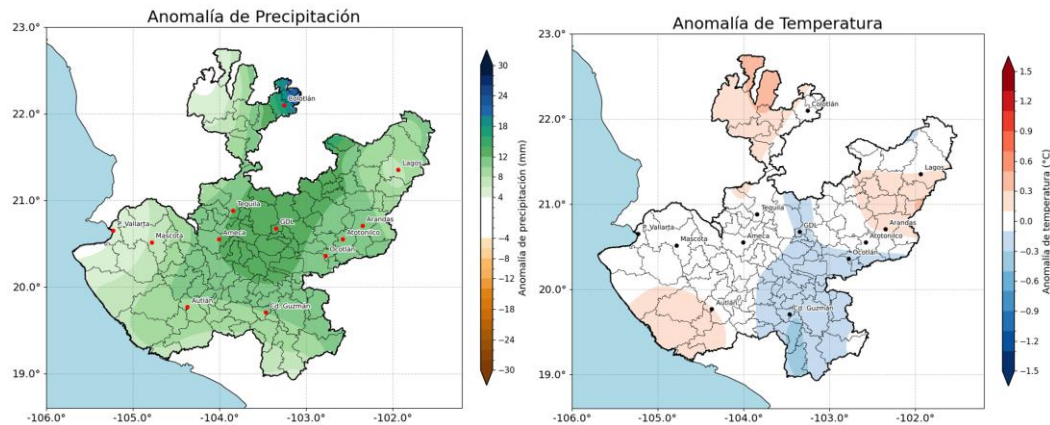 Anomalía de Precipitación
23.0°
22.0°
21.0°
20.0°
19.0°
-106.0°
-105.0°
-104.0°
-103.0°
-102.0°
Colotlán
Lagos
Tequila
GDL
Arandas
P. Vallarta
Mascota
Ameca
Atotonilco
Ocotlán
Autlán
Cd. Guzmán
30
24
18
12
8
4
−4
−8
−12
−18
−24
−30
Anomalía de precipitación (mm)
Anomalía de Temperatura
23.0°
22.0°
21.0°
20.0°
19.0°
-106.0°
-105.0°
-104.0°
-103.0°
-102.0°
Colotlán
Lagos
Tequila
GDL
Arandas
P. Vallarta
Mascota
Ameca
Atotonilco
Ocotlán
Autlán
Cd. Guzmán
1.5
1.2
0.9
0.6
0.3
0.0
−0.3
−0.6
−0.9
−1.2
−1.5
Anomalía de temperatura (°C)